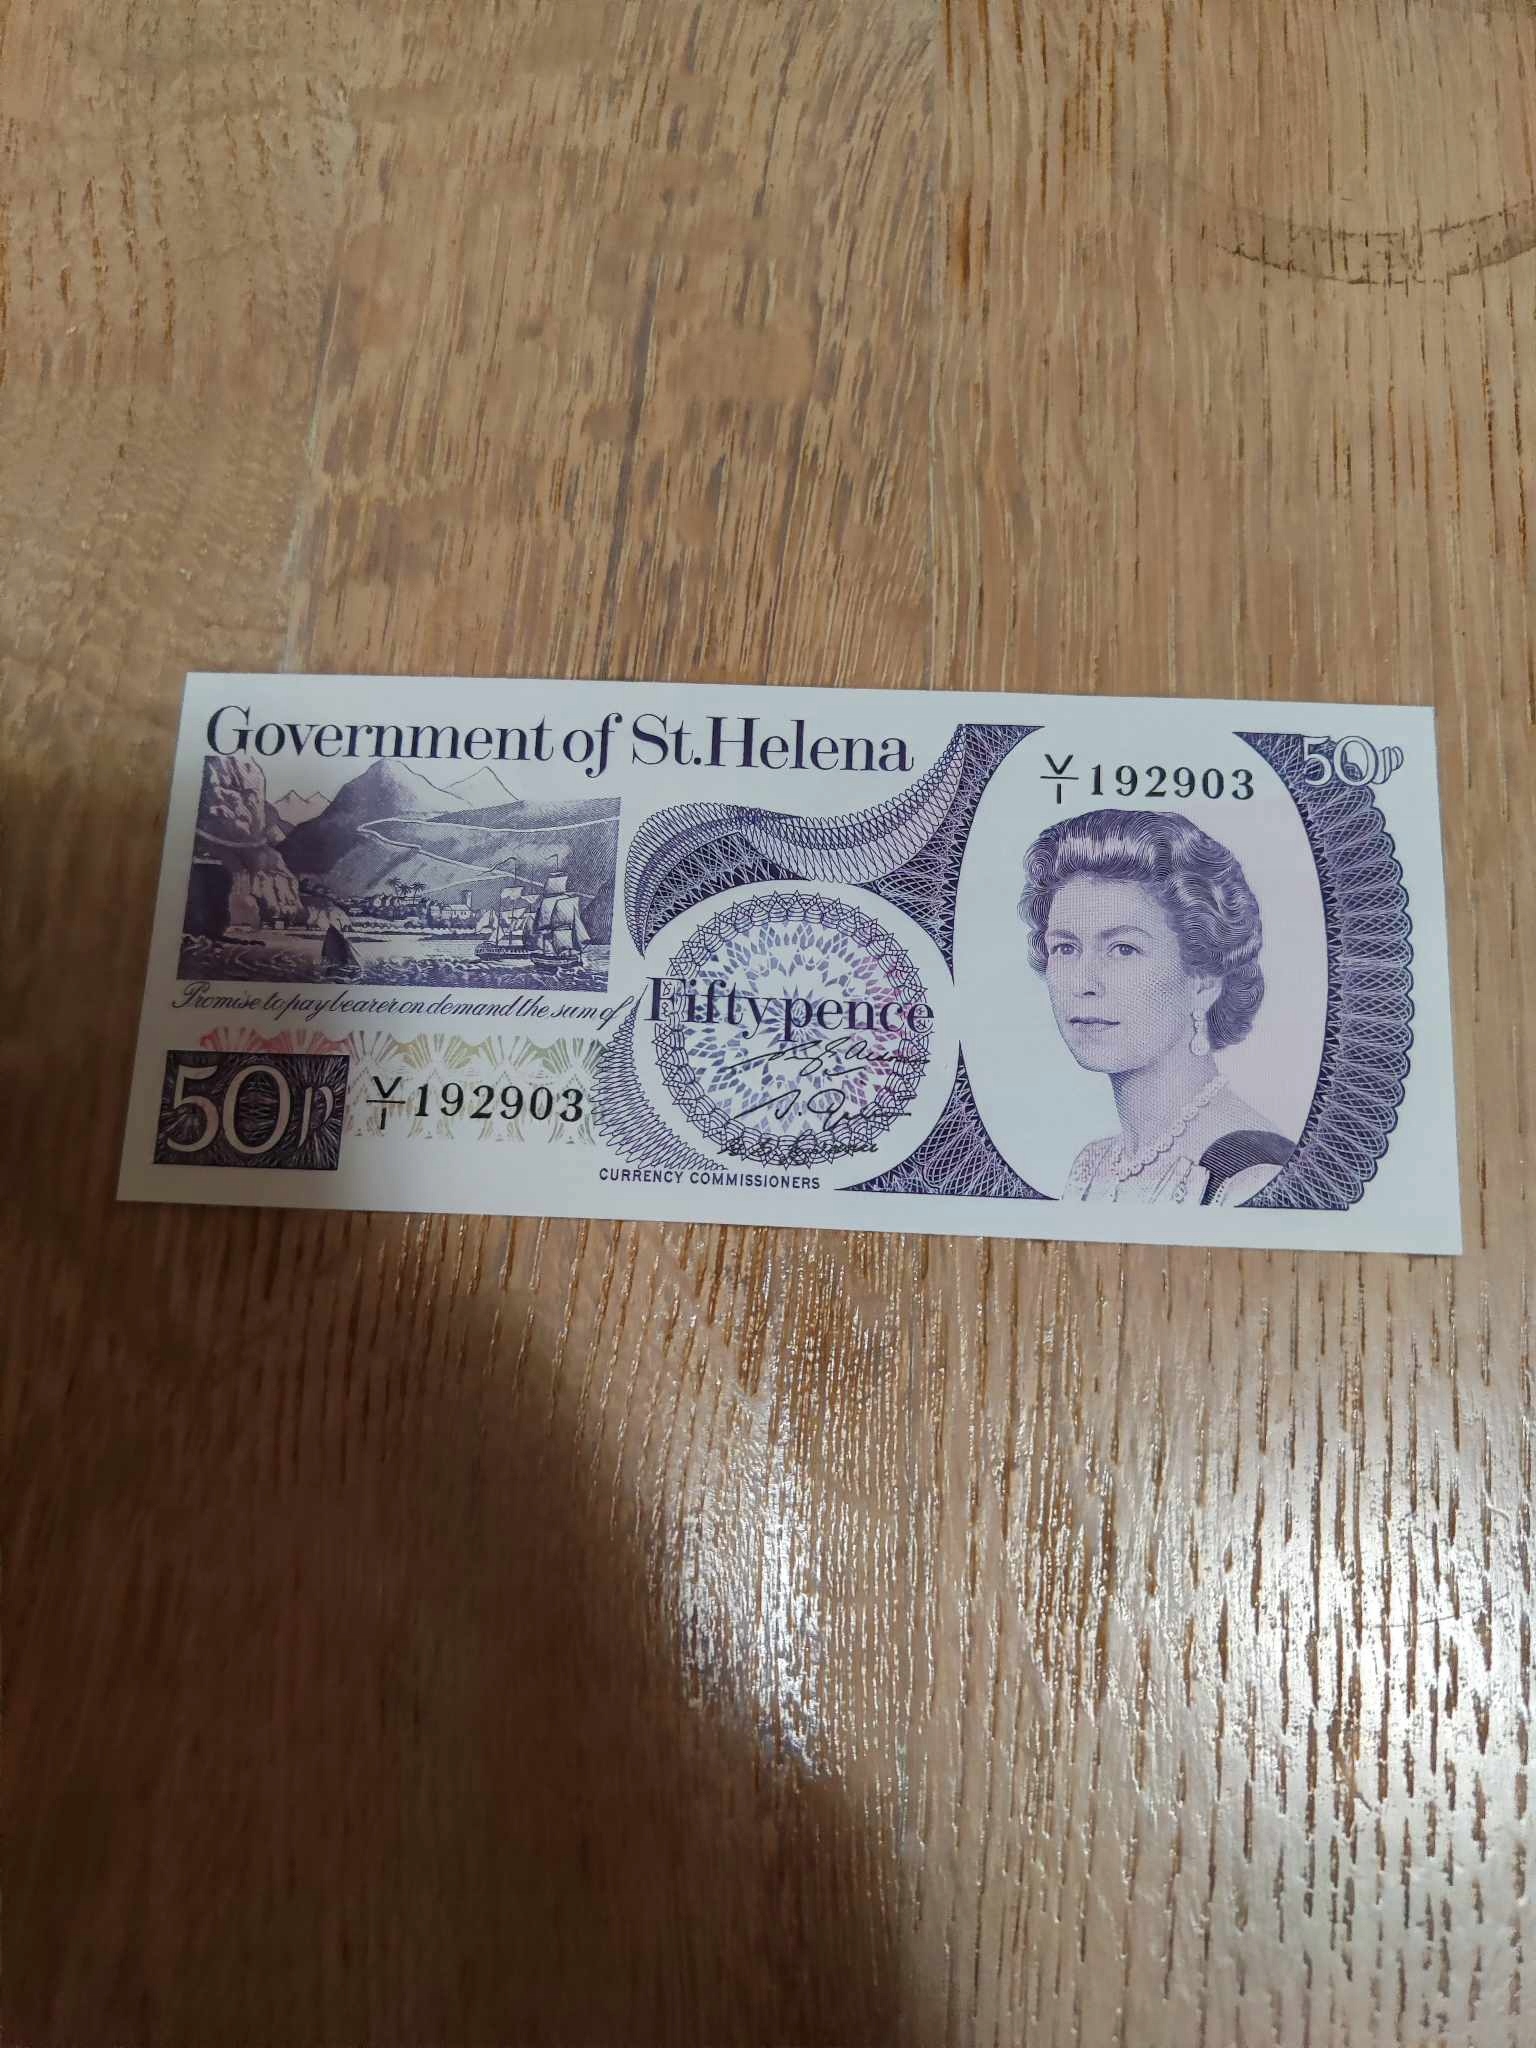 Government of St. Helena
50p
V/1 192903
Promise to pay bearer on demand the sum of
Fifty pence
50p
V/1 192903
CURRENCY COMMISSIONERS